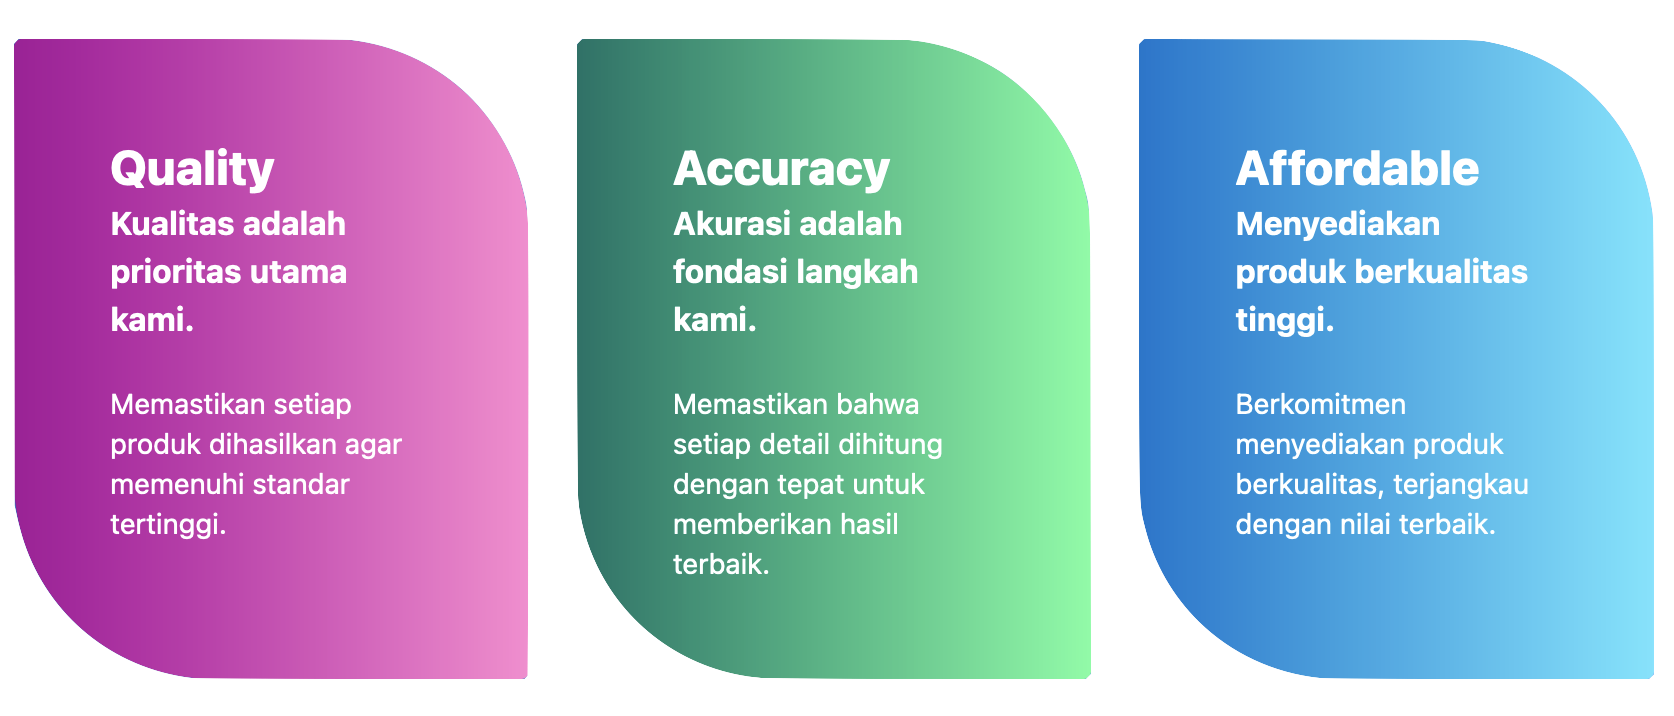 Quality
Kualitas adalah
prioritas utama
kami.
Memastikan setiap
produk dihasilkan agar
memenuhi standar
tertinggi.
Accuracy
Akurasi adalah
fondasi langkah
kami.
Memastikan bahwa
setiap detail dihitung
dengan tepat untuk
memberikan hasil
terbaik.
Affordable
Menyediakan
produk berkualitas
tinggi.
Berkomitmen
menyediakan produk
berkualitas, terjangkau
dengan nilai terbaik.